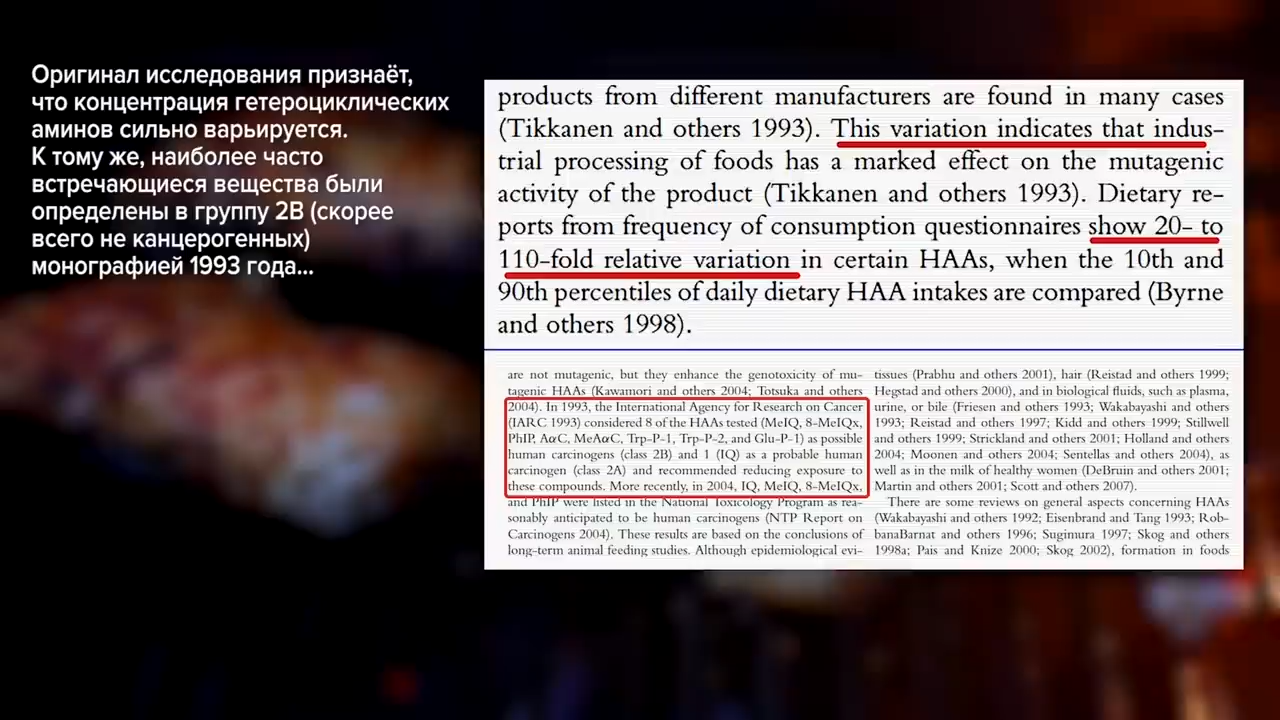 Оригинал исследования признаёт,
что концентрация гетероциклических
аминов сильно варьируется.
К тому же, наиболее часто
встречающиеся вещества были
определены в группу 2B (скорее
всего не канцерогенных)
монографией 1993 года...
products from different manufacturers are found in many cases
(Tikkanen and others 1993). This variation indicates that indus-
trial processing of foods has a marked effect on the mutagenic
activity of the product (Tikkanen and others 1993). Dietary re-
ports from frequency of consumption questionnaires show 20- to
110-fold relative variation in certain HAAs, when the 10th and
90th percentiles of daily dietary HAA intakes are compared (Byrne
and others 1998).
are not mutagenic, but they enhance the genotoxicity of mu-
tagenic HAAs (Kawamori and others 2004; Totsuka and others
2004). In 1993, the International Agency for Research on Cancer
(IARC 1993) considered 8 of the HAAs tested (MeIQ, 8-MeIQx,
PhIP, AαC, MeAαC, Trp-P-1, Trp-P-2, and Glu-P-1) as possible
human carcinogens (class 2B) and 1 (IQ) as a probable human
carcinogen (class 2A) and recommended reducing exposure to
these compounds. More recently, in 2004, IQ, MeIQ, 8-MeIQx,
and PhIP were listed in the National Toxicology Program as rea-
sonably anticipated to be human carcinogens (NTP Report on
Carcinogens 2004). These results are based on the conclusions of
long-term animal feeding studies. Although epidemiological evi-
tissues (Prabhu and others 2001), hair (Reistad and others 1999;
Hegstad and others 2000), and in biological fluids, such as plasma,
urine, or bile (Friesen and others 1993; Wakabayashi and others
1993; Reistad and others 1997; Kidd and others 1999; Stillwell
and others 1999; Strickland and others 2001; Holland and others
2004; Moonen and others 2004; Sentellas and others 2004), as
well as in the milk of healthy women (DeBruin and others 2001;
Martin and others 2001; Scott and others 2007).
There are some reviews on general aspects concerning HAAs
(Wakabayashi and others 1992; Eisenbrand and Tang 1993; Rob-
banaBarnat and others 1996; Sugimura 1997; Skog and others
1998a; Pais and Knize 2000; Skog 2002), formation in foods